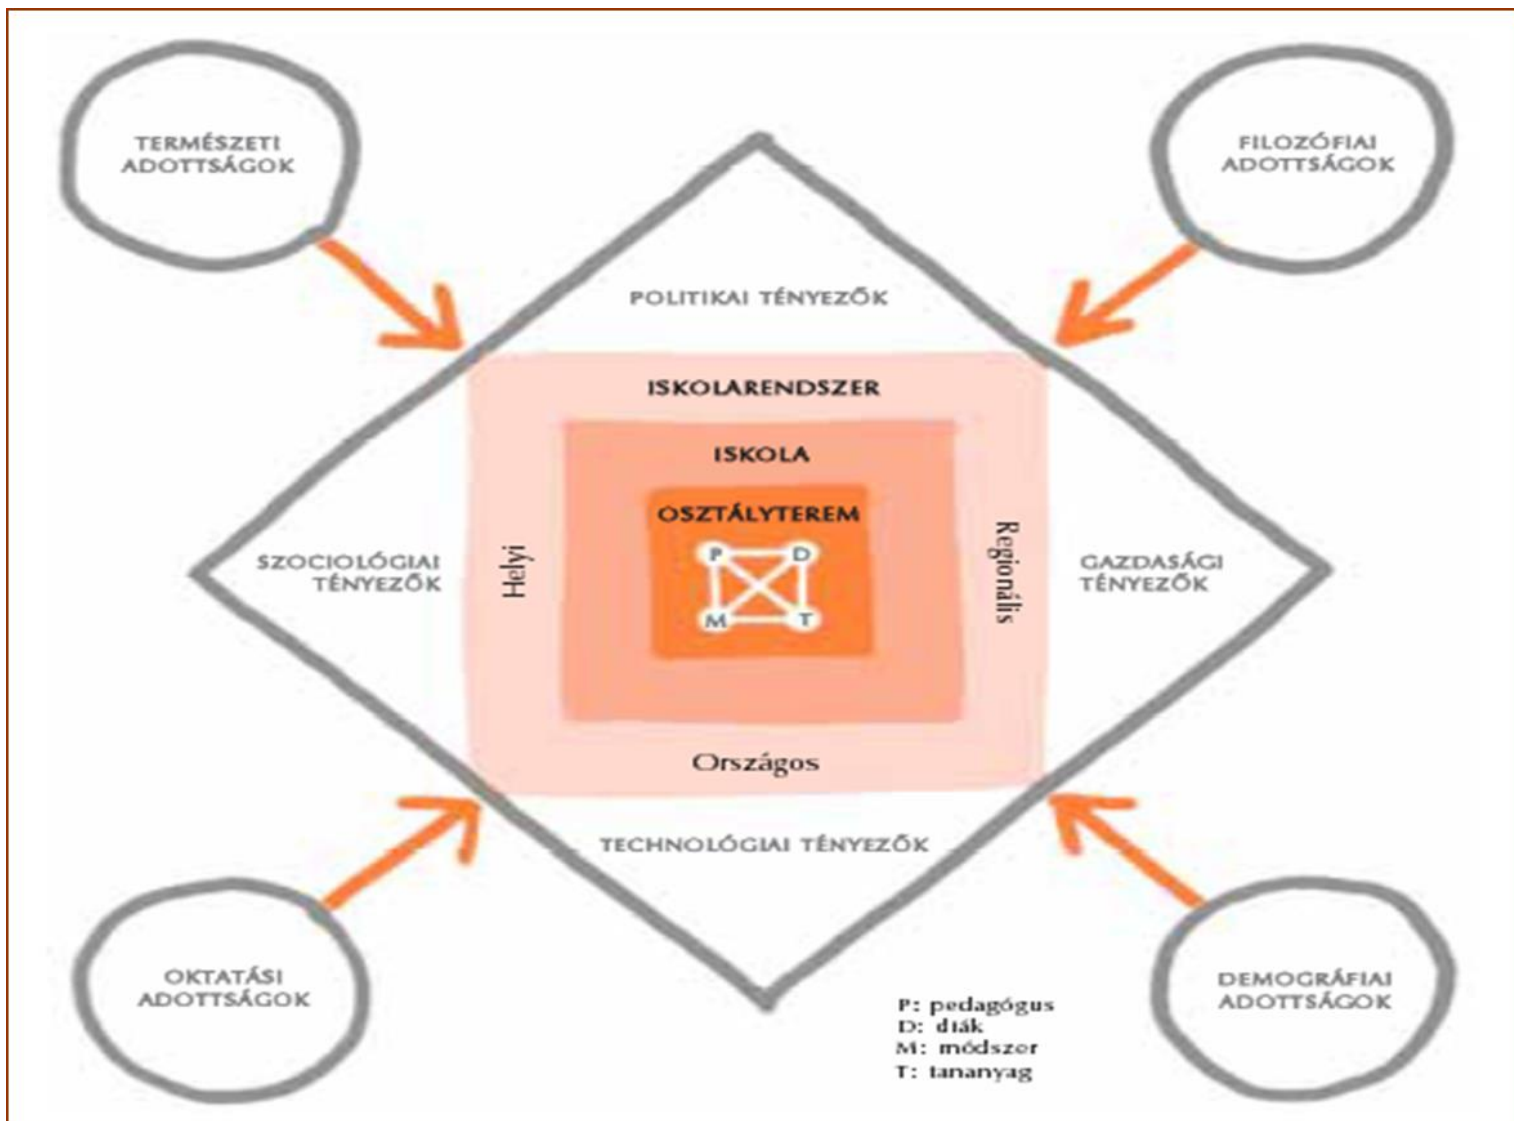 TERMÉSZETI
ADOTTSÁGOK
FILOZÓFIAI
ADOTTSÁGOK
POLITIKAI TÉNYEZŐK
ISKOLARENDSZER
ISKOLA
OSZTÁLYTEREM
P D
M T
SZOCIOLÓGIAI
TÉNYEZŐK
Helyi
Regionális
GAZDASÁGI
TÉNYEZŐK
Országos
TECHNOLÓGIAI TÉNYEZŐK
OKTATÁSI
ADOTTSÁGOK
DEMOGRÁFIAI
ADOTTSÁGOK
P: pedagógus
D: diák
M: módszer
T: tananyag